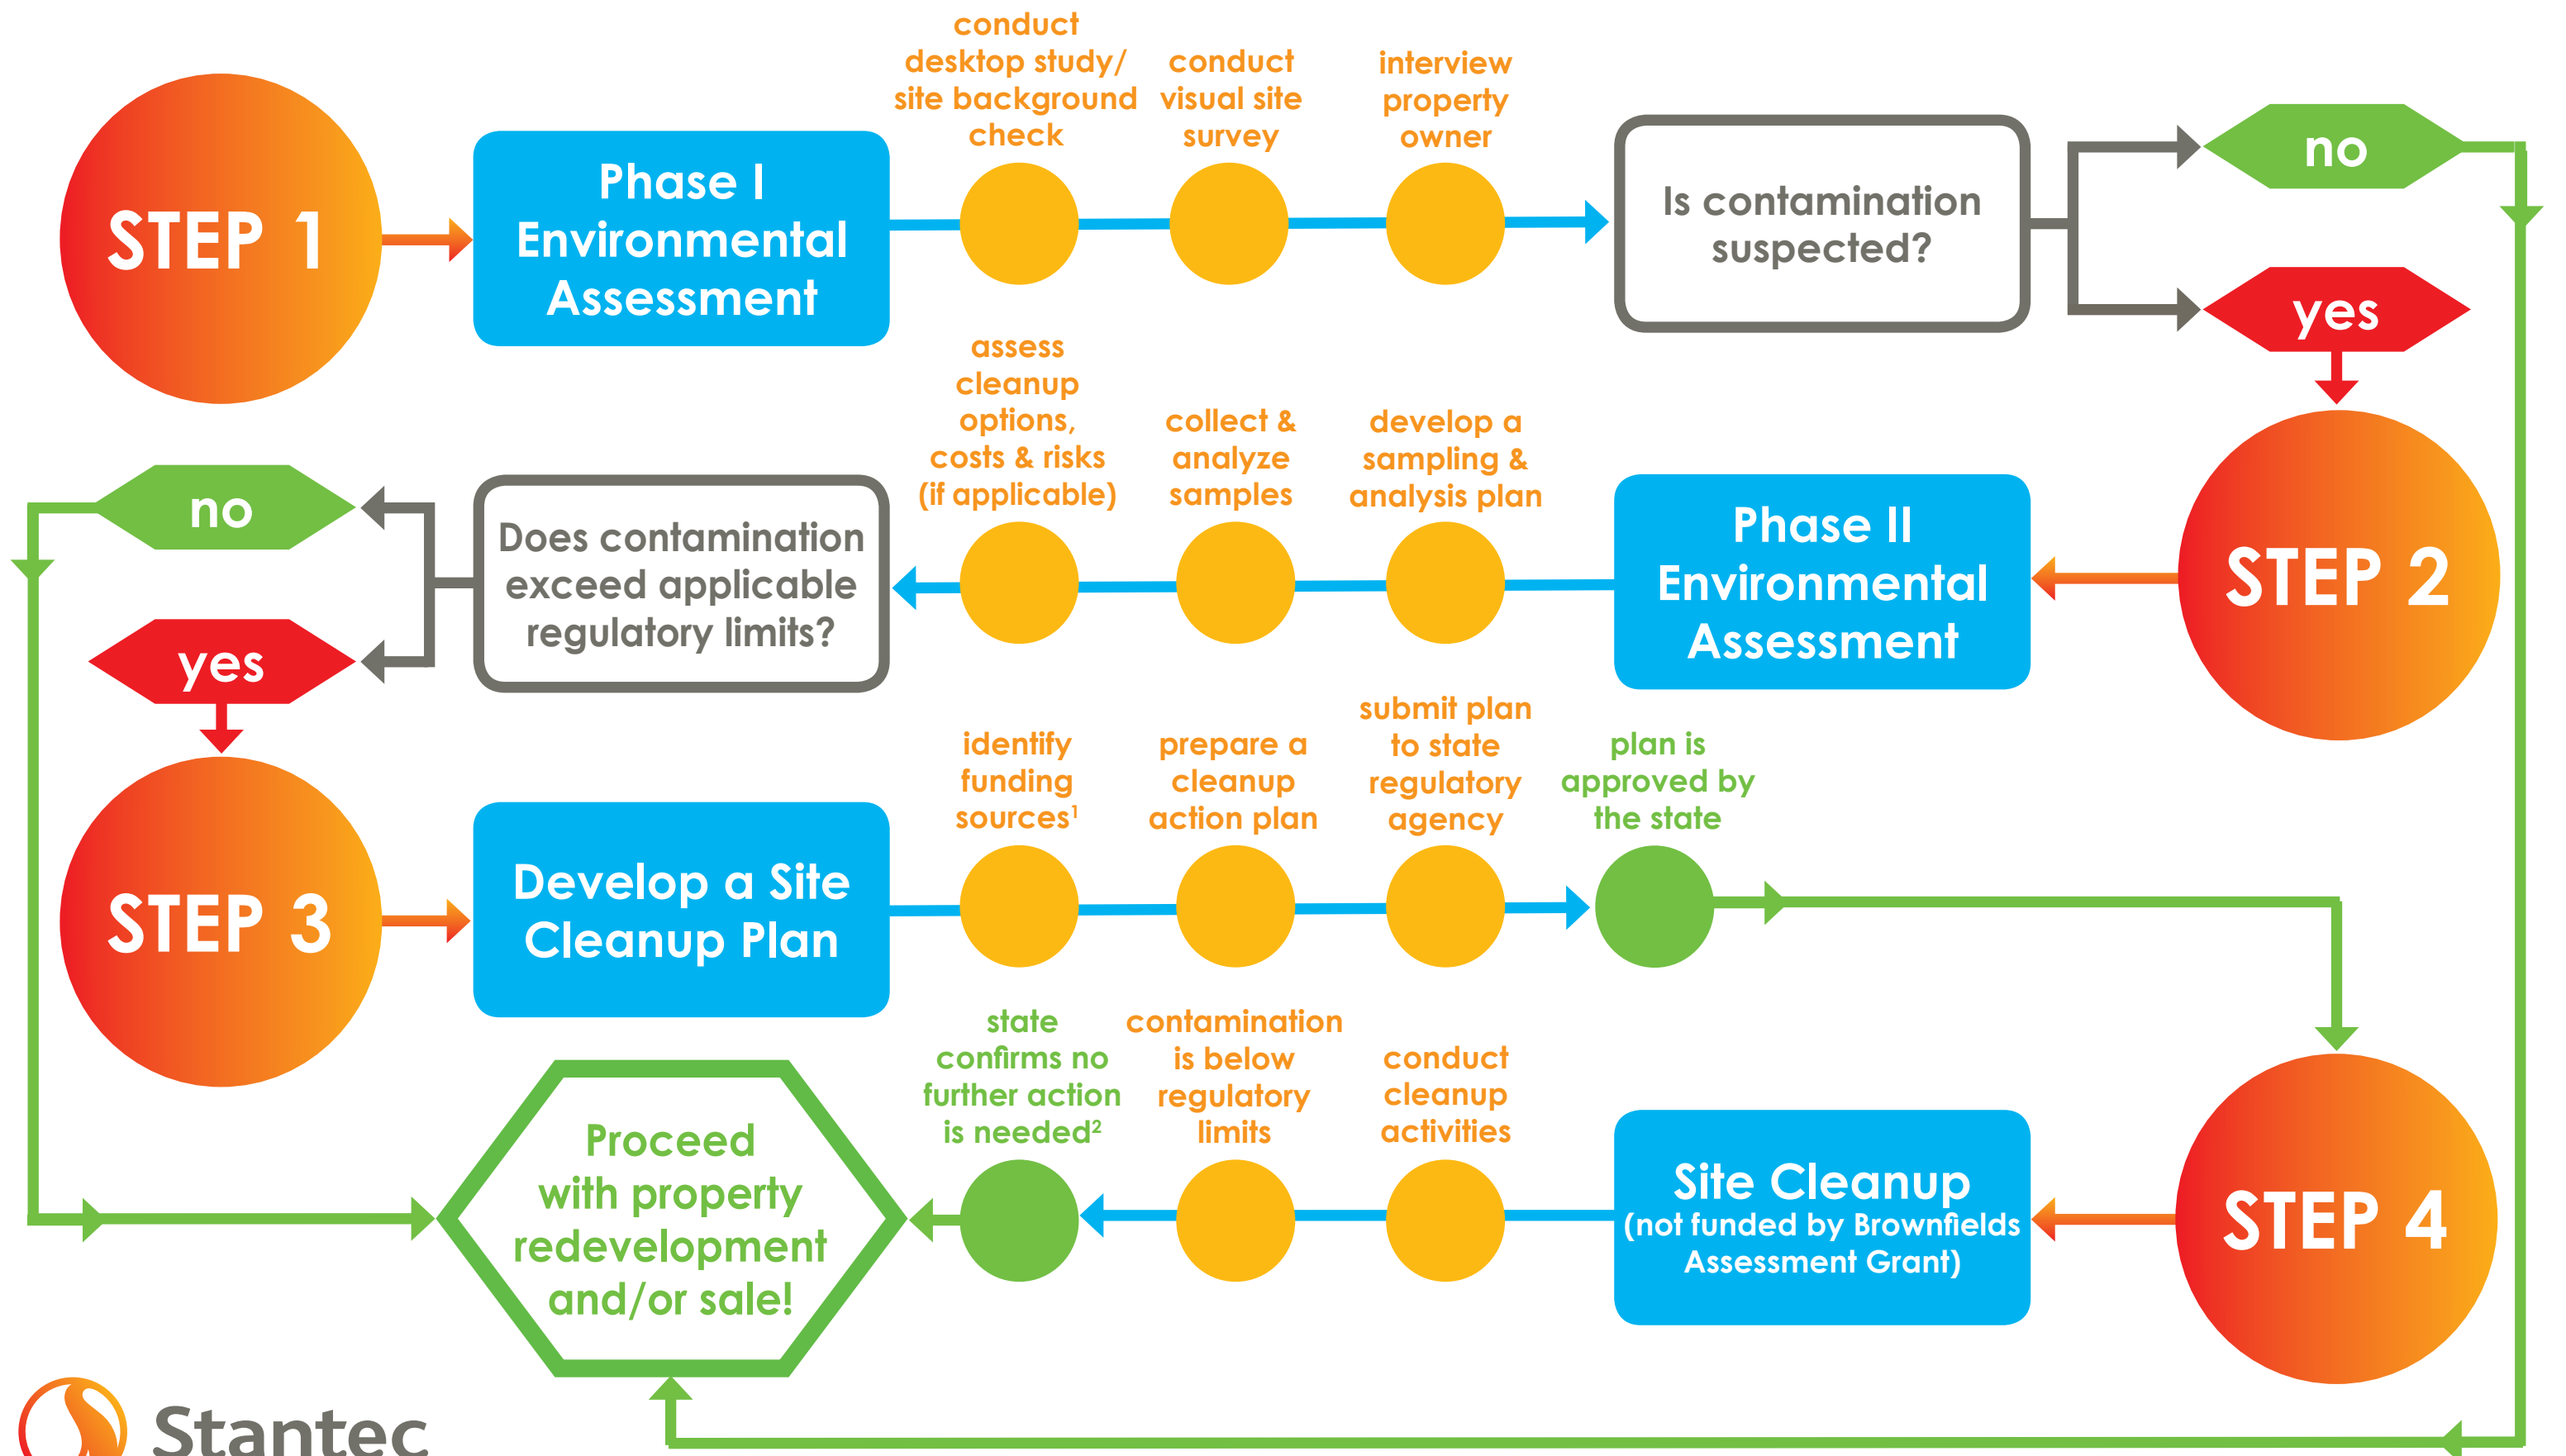 STEP 1
Phase I
Environmental
Assessment
conduct
desktop study/
site background
check
conduct
visual site
survey
interview
property
owner
Is contamination
suspected?
no
yes
STEP 2
Phase II
Environmental
Assessment
develop a
sampling &
analysis plan
collect &
analyze
samples
assess
cleanup
options,
costs & risks
(if applicable)
Does contamination
exceed applicable
regulatory limits?
no
yes
STEP 3
Develop a Site
Cleanup Plan
identify
funding
sources¹
prepare a
cleanup
action plan
submit plan
to state
regulatory
agency
plan is
approved by
the state
STEP 4
Site Cleanup
(not funded by Brownfields
Assessment Grant)
conduct
cleanup
activities
contamination
is below
regulatory
limits
state
confirms no
further action
is needed²
Proceed
with property
redevelopment
and/or sale!
Stantec